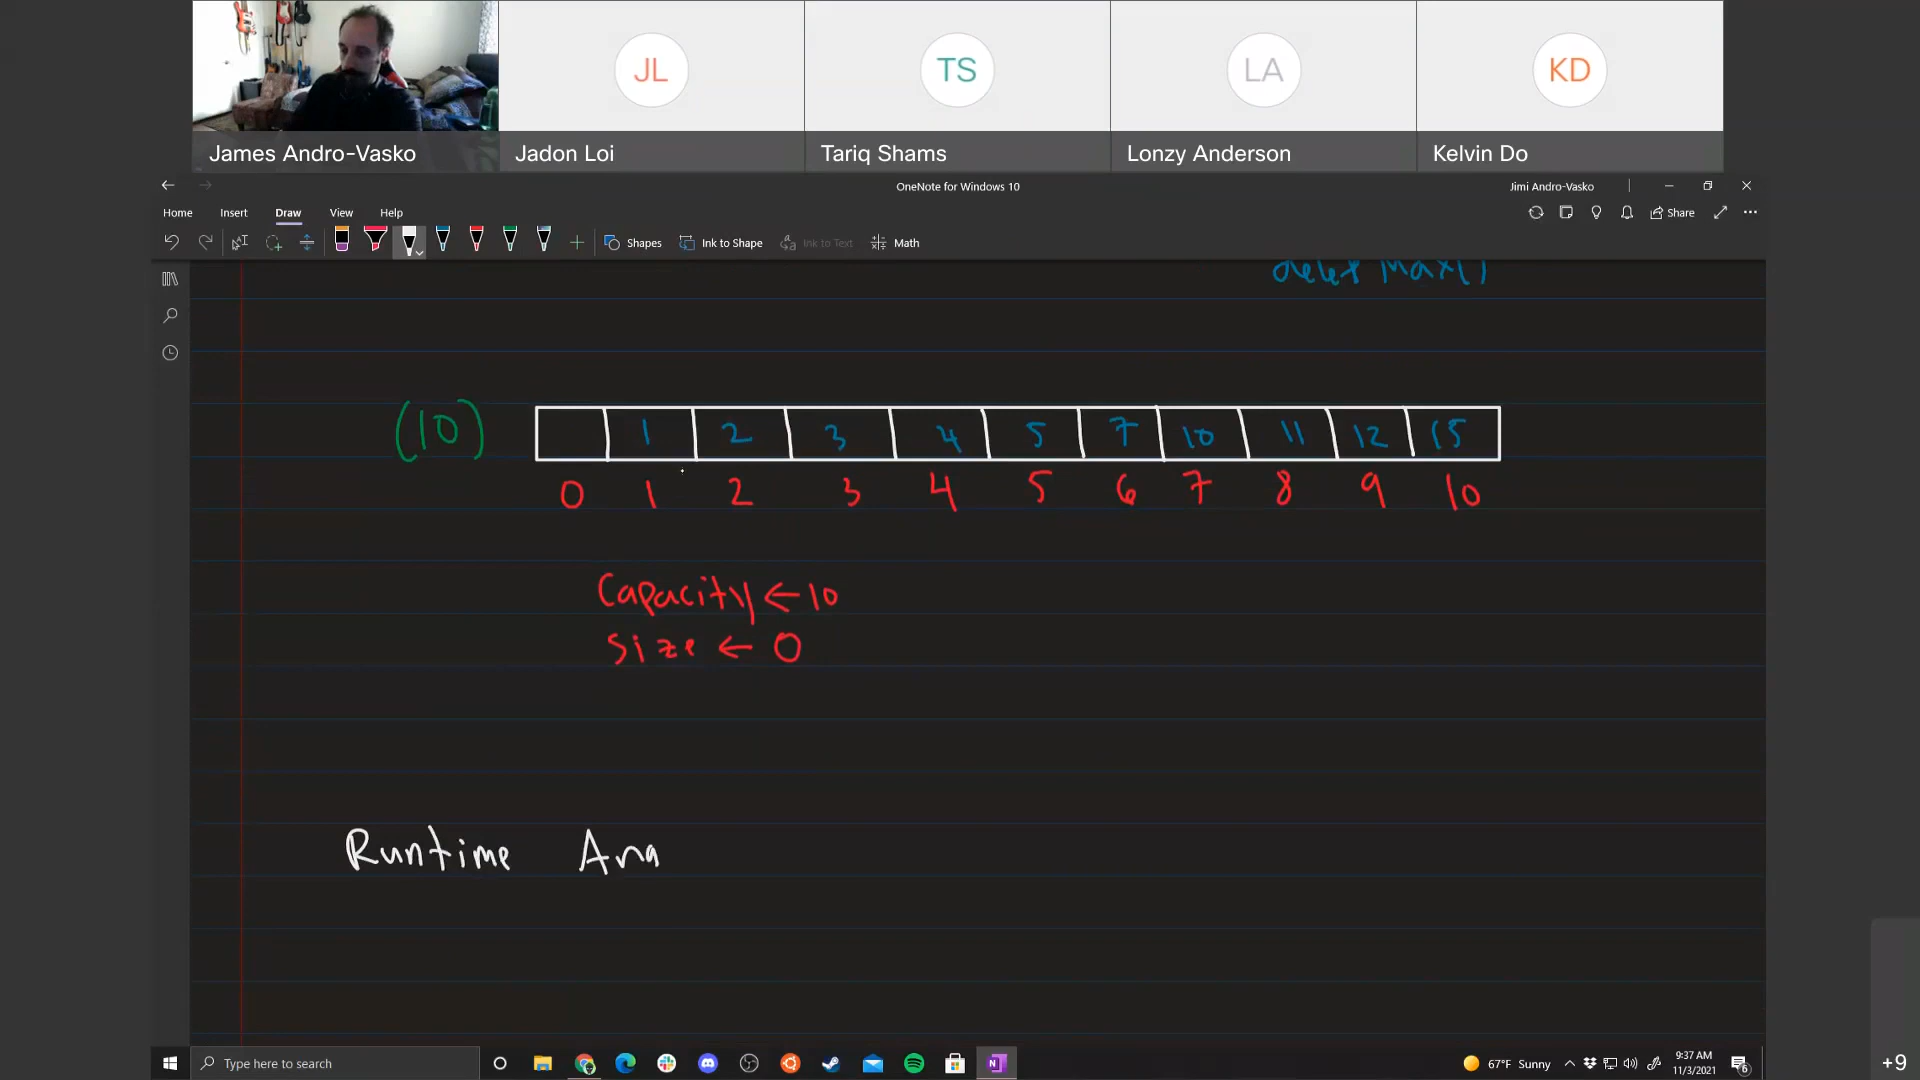 JL
TS
LA
KD
James Andro-Vasko
Jadon Loi
Tariq Shams
Lonzy Anderson
Kelvin Do
OneNote for Windows 10
Jimi Andro-Vasko
Home Insert Draw View Help
Share
Shapes
Ink to Shape
Ink to Text
Math
(10) 1 2 3 4 5 7 10 11 12 15
0 1 2 3 4 5 6 7 8 9 10
Capacity ← 10
Size ← 0
Runtime Ana
Type here to search
67°F Sunny
9:37 AM
11/3/2021
6
+9